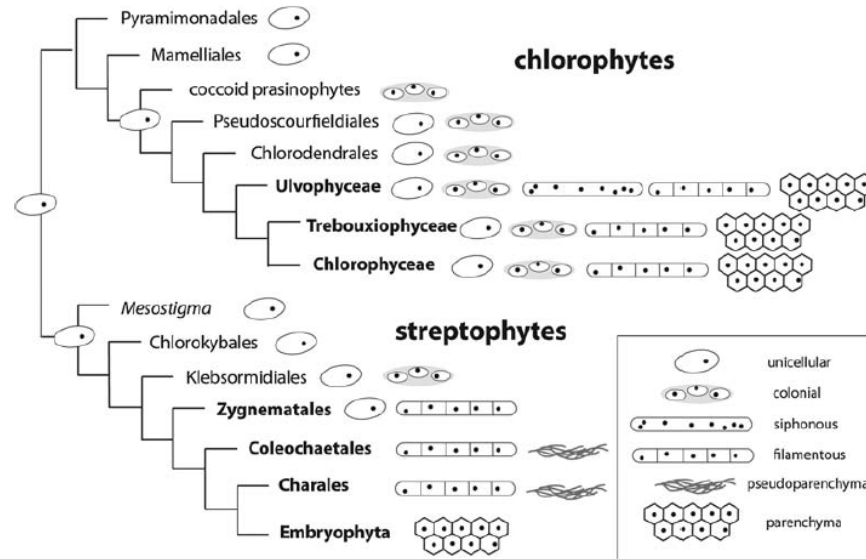 Pyramimonadales
Mamelliales
chlorophytes
coccoid prasinophytes
Pseudoscourfieldiales
Chlorodendrales
Ulvophyceae
Trebouxiophyceae
Chlorophyceae
Mesostigma
streptophytes
Chlorokybales
Klebsormidiales
Zygnematales
Coleochaetales
Charales
Embryophyta
unicellular
colonial
siphonous
filamentous
pseudoparenchyma
parenchyma